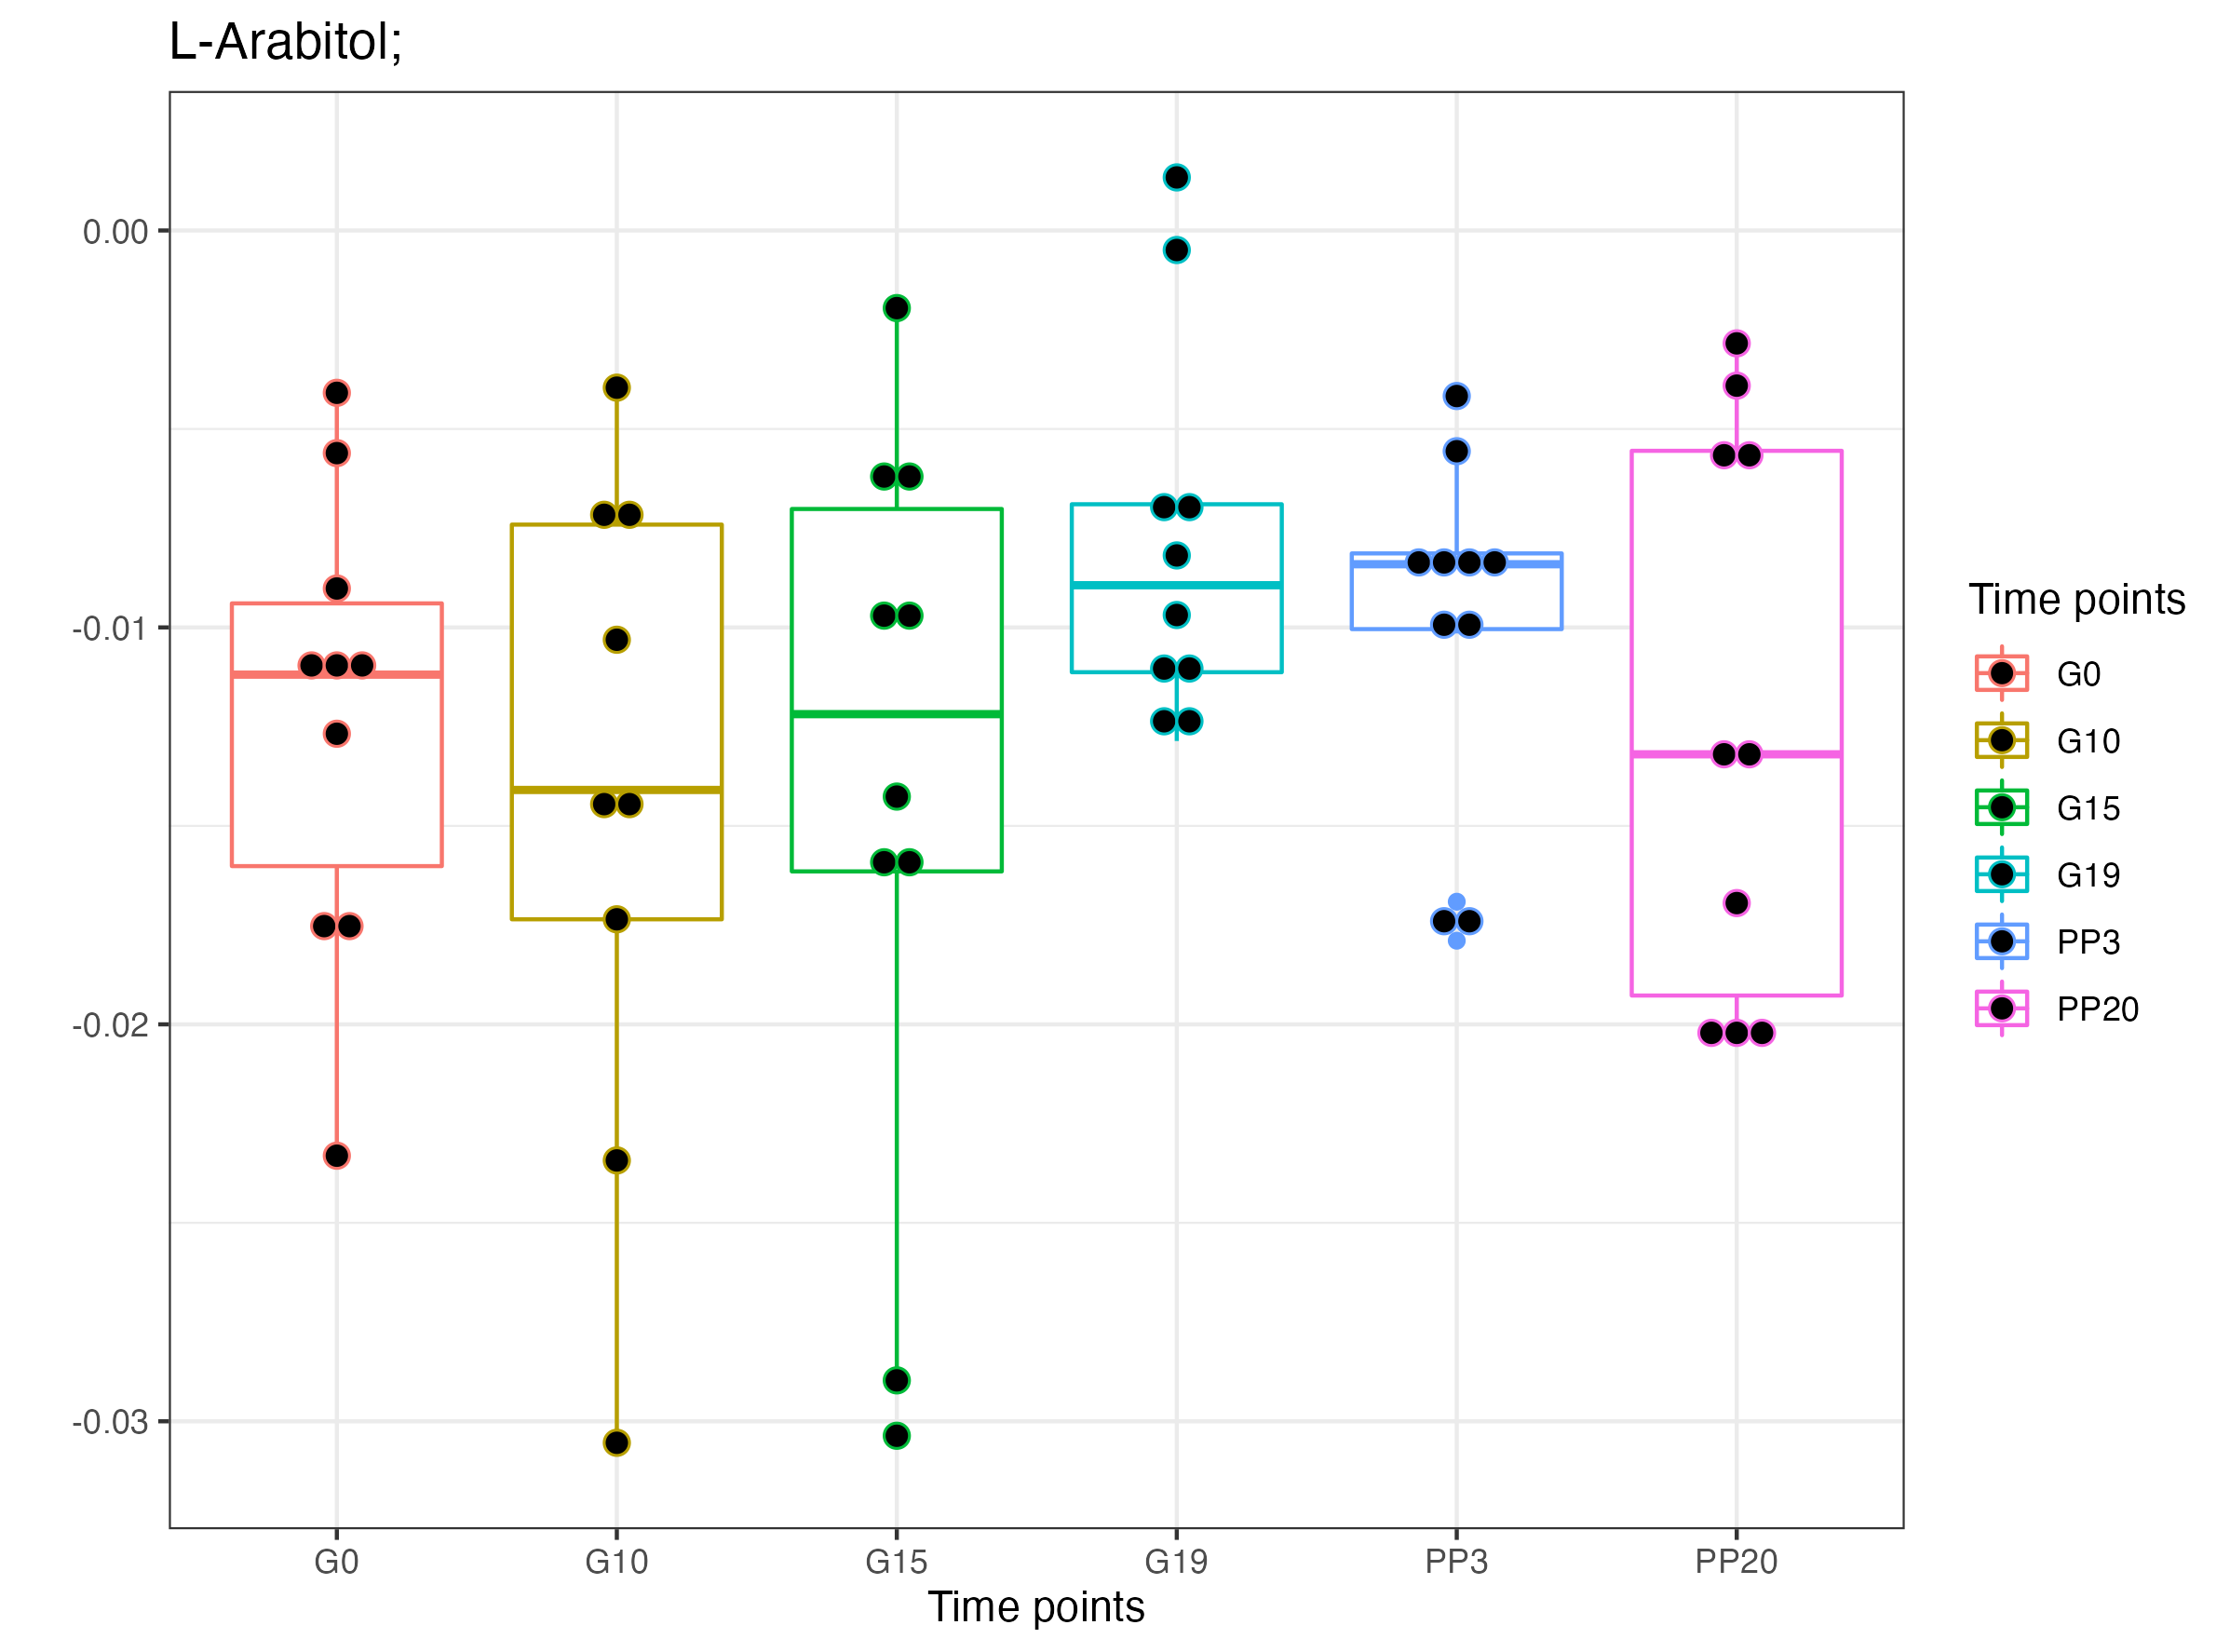 L-Arabitol;
0.00
-0.01
-0.02
-0.03
G0 G10 G15 G19 PP3 PP20
Time points
Time points
G0
G10
G15
G19
PP3
PP20